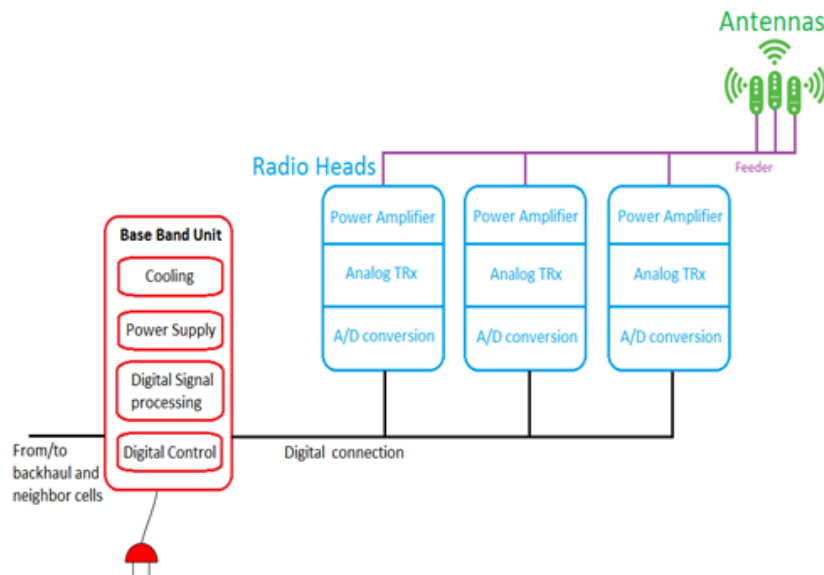 Antennas
Feeder
Radio Heads
Power Amplifier
Power Amplifier
Power Amplifier
Analog TRx
Analog TRx
Analog TRx
A/D conversion
A/D conversion
A/D conversion
Base Band Unit
Cooling
Power Supply
Digital Signal
processing
Digital Control
From/to
backhaul and
neighbor cells
Digital connection